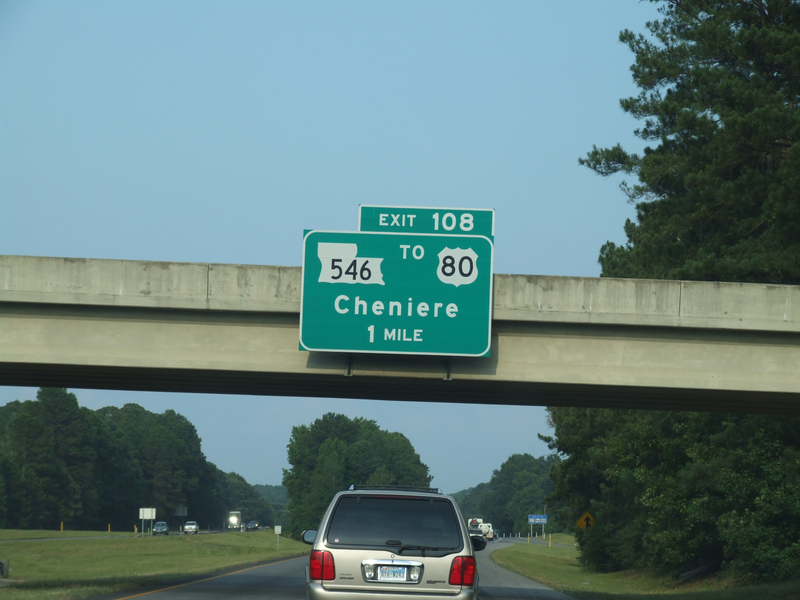 EXIT 108
546 TO 80
Cheniere
1 MILE